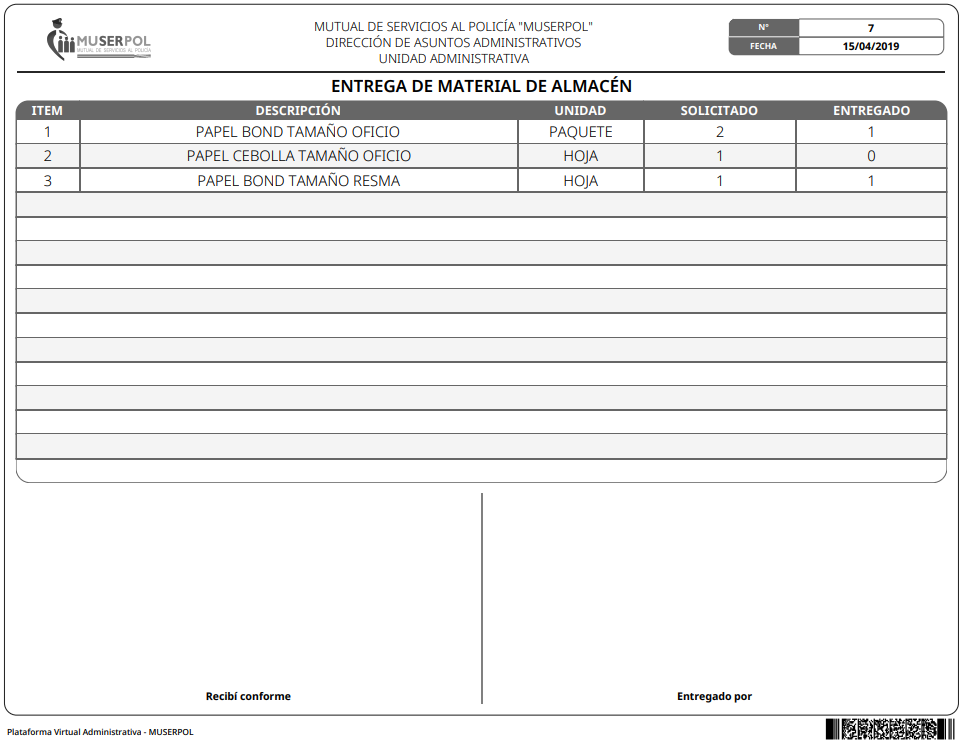 MUSERPOL
MUTUAL DE SERVICIOS AL POLICÍA
MUTUAL DE SERVICIOS AL POLICÍA "MUSERPOL"
DIRECCIÓN DE ASUNTOS ADMINISTRATIVOS
UNIDAD ADMINISTRATIVA
N° 7
FECHA 15/04/2019
ENTREGA DE MATERIAL DE ALMACÉN
ITEM DESCRIPCIÓN UNIDAD SOLICITADO ENTREGADO
1 PAPEL BOND TAMAÑO OFICIO PAQUETE 2 1
2 PAPEL CEBOLLA TAMAÑO OFICIO HOJA 1 0
3 PAPEL BOND TAMAÑO RESMA HOJA 1 1
Recibí conforme Entregado por
Plataforma Virtual Administrativa - MUSERPOL